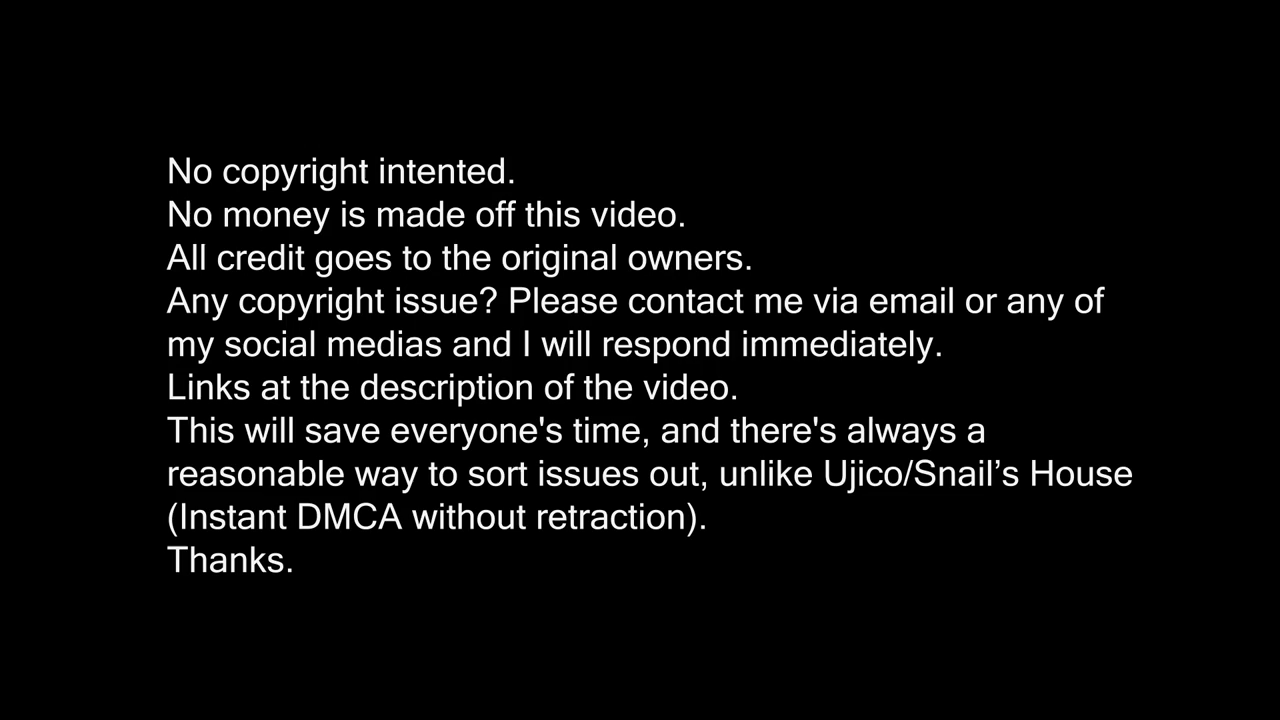 No copyright intented.
No money is made off this video.
All credit goes to the original owners.
Any copyright issue? Please contact me via email or any of
my social medias and I will respond immediately.
Links at the description of the video.
This will save everyone's time, and there's always a
reasonable way to sort issues out, unlike Ujico/Snail’s House
(Instant DMCA without retraction).
Thanks.